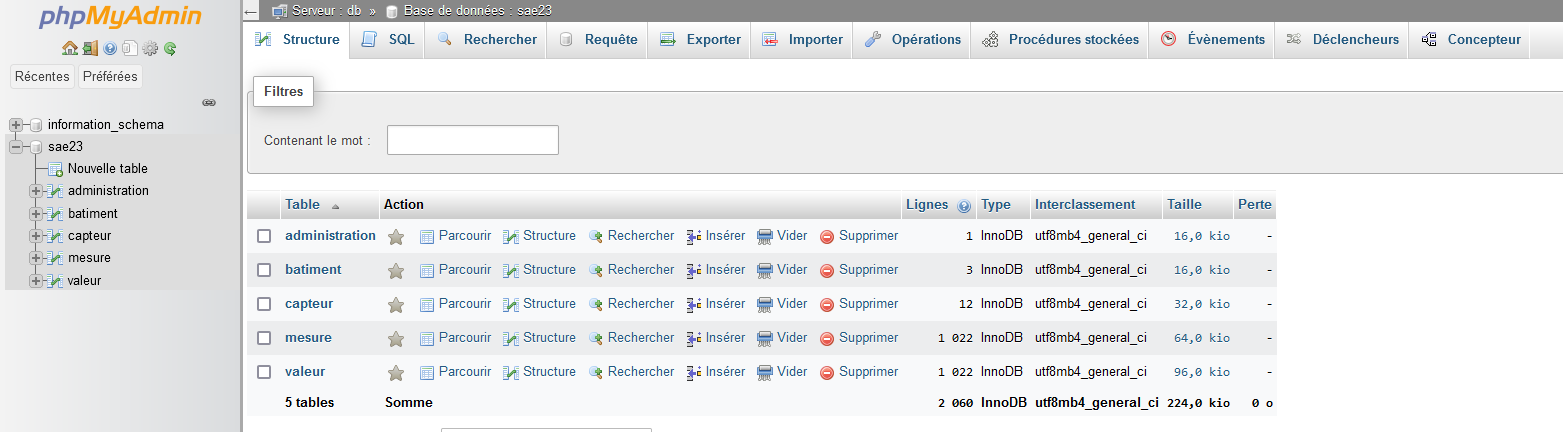 phpMyAdmin
Récentes Préférées
information_schema
sae23
Nouvelle table
administration
batiment
capteur
mesure
valeur
Serveur : db » Base de données : sae23
Structure SQL Rechercher Requête Exporter Importer Opérations Procédures stockées Évènements Déclencheurs Concepteur
Filtres
Contenant le mot :
Table Action Lignes Type Interclassement Taille Perte
administration Parcourir Structure Rechercher Insérer Vider Supprimer 1 InnoDB utf8mb4_general_ci 16,0 kio -
batiment Parcourir Structure Rechercher Insérer Vider Supprimer 3 InnoDB utf8mb4_general_ci 16,0 kio -
capteur Parcourir Structure Rechercher Insérer Vider Supprimer 12 InnoDB utf8mb4_general_ci 32,0 kio -
mesure Parcourir Structure Rechercher Insérer Vider Supprimer 1 022 InnoDB utf8mb4_general_ci 64,0 kio -
valeur Parcourir Structure Rechercher Insérer Vider Supprimer 1 022 InnoDB utf8mb4_general_ci 96,0 kio -
5 tables Somme 2 060 InnoDB utf8mb4_general_ci 224,0 kio 0 o